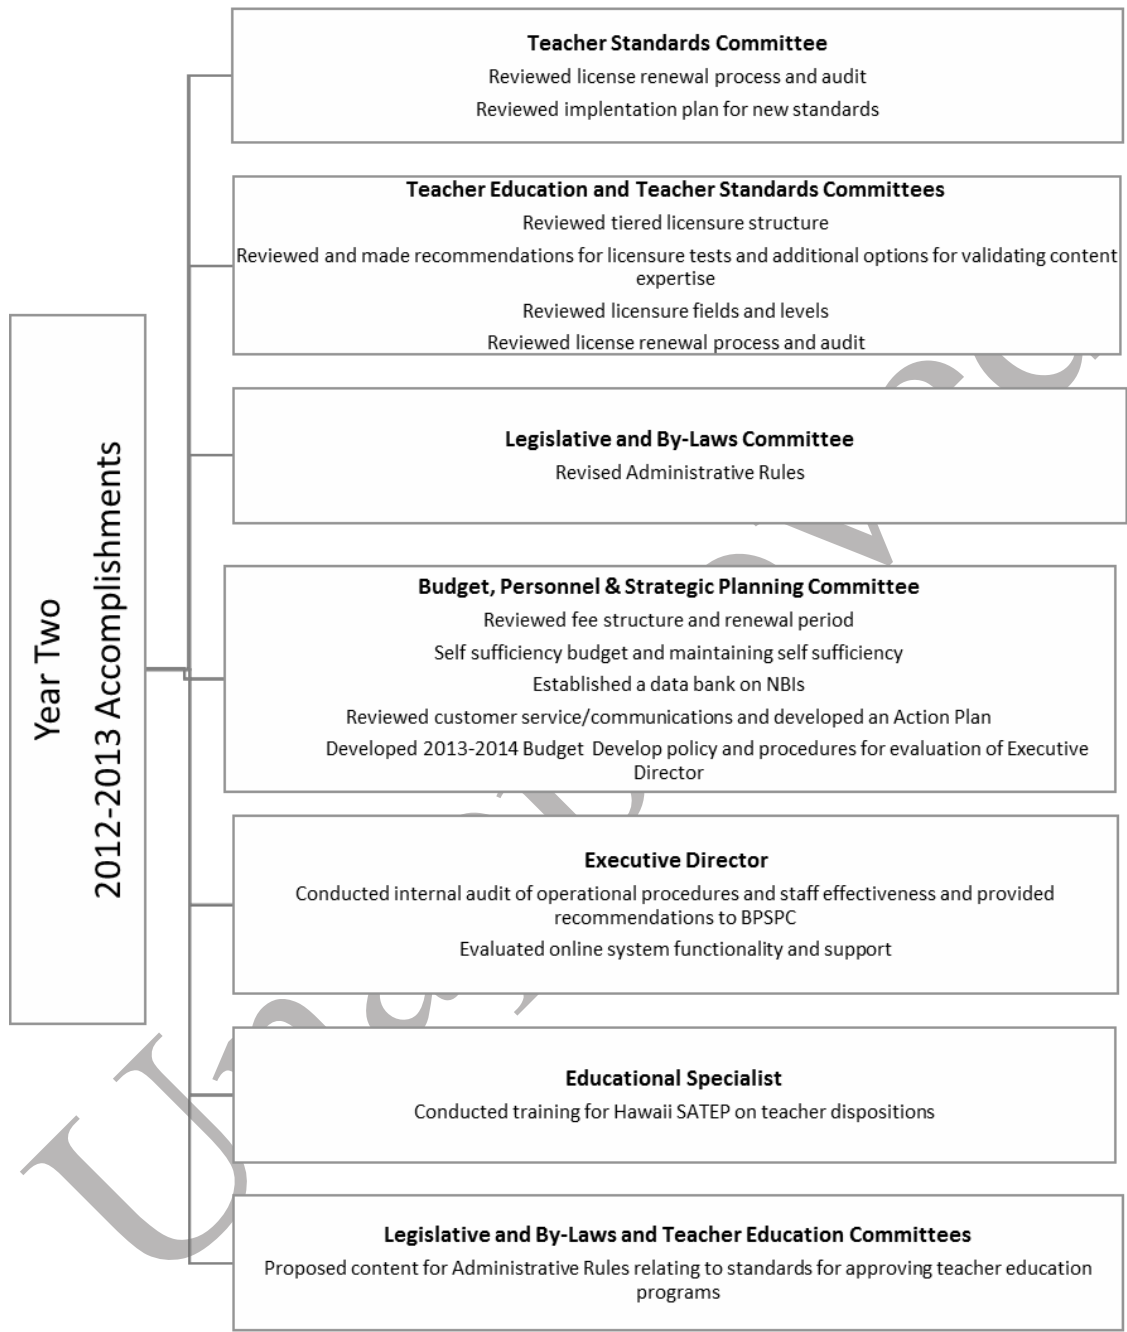 Teacher Standards Committee
Reviewed license renewal process and audit
Reviewed implentation plan for new standards
Teacher Education and Teacher Standards Committees
Reviewed tiered licensure structure
Reviewed and made recommendations for licensure tests and additional options for validating content
expertise
Reviewed licensure fields and levels
Reviewed license renewal process and audit
Legislative and By-Laws Committee
Revised Administrative Rules
Year Two
2012-2013 Accomplishments
Budget, Personnel & Strategic Planning Committee
Reviewed fee structure and renewal period
Self sufficiency budget and maintaining self sufficiency
Established a data bank on NBIs
Reviewed customer service/communications and developed an Action Plan
Developed 2013-2014 Budget Develop policy and procedures for evaluation of Executive
Director
Executive Director
Conducted internal audit of operational procedures and staff effectiveness and provided
recommendations to BPSPC
Evaluated online system functionality and support
Educational Specialist
Conducted training for Hawaii SATEP on teacher dispositions
Legislative and By-Laws and Teacher Education Committees
Proposed content for Administrative Rules relating to standards for approving teacher education
programs